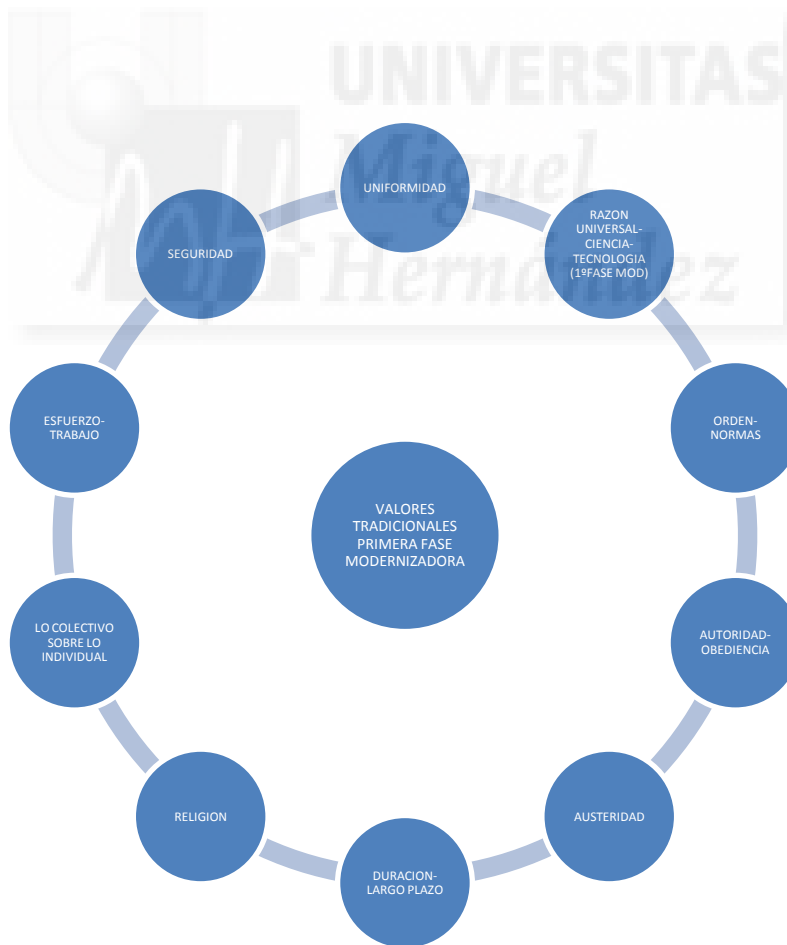 UNIVERSITAS
Miguel
Hernández
UNIFORMIDAD
RAZON
UNIVERSAL-
CIENCIA-
TECNOLOGIA
(1ºFASE MOD)
ORDEN-
NORMAS
AUTORIDAD-
OBEDIENCIA
AUSTERIDAD
DURACION-
LARGO PLAZO
RELIGION
LO COLECTIVO
SOBRE LO
INDIVIDUAL
ESFUERZO-
TRABAJO
SEGURIDAD
VALORES
TRADICIONALES
PRIMERA FASE
MODERNIZADORA